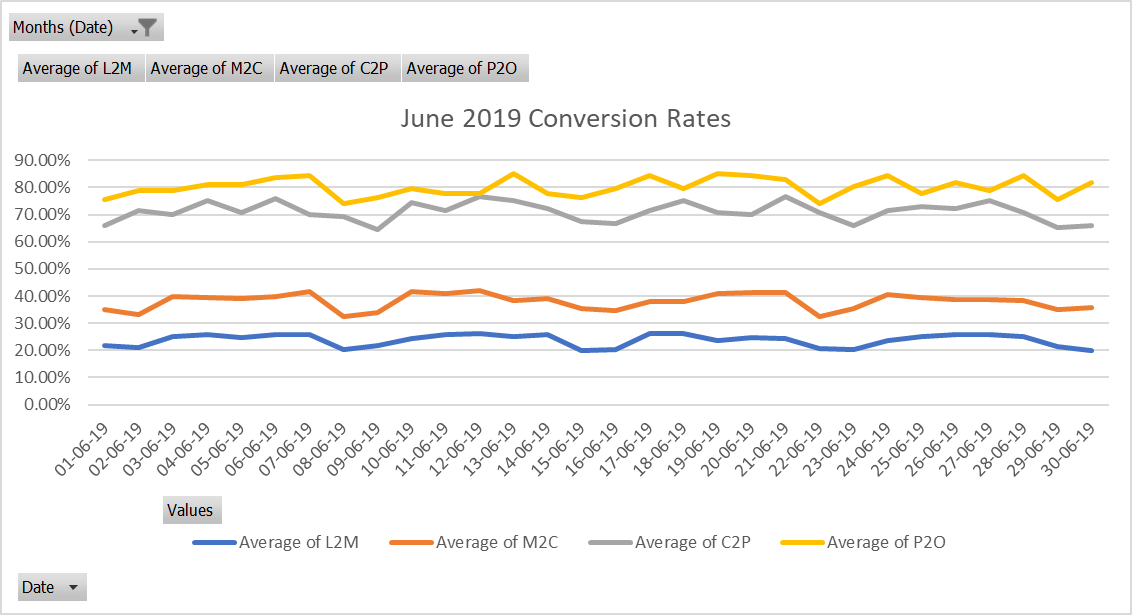 Months (Date)
Average of L2M Average of M2C Average of C2P Average of P2O
June 2019 Conversion Rates
90.00%
80.00%
70.00%
60.00%
50.00%
40.00%
30.00%
20.00%
10.00%
0.00%
01-06-19 02-06-19 03-06-19 04-06-19 05-06-19 06-06-19 07-06-19 08-06-19 09-06-19 10-06-19 11-06-19 12-06-19 13-06-19 14-06-19 15-06-19 16-06-19 17-06-19 18-06-19 19-06-19 20-06-19 21-06-19 22-06-19 23-06-19 24-06-19 25-06-19 26-06-19 27-06-19 28-06-19 29-06-19 30-06-19
Values
Average of L2M Average of M2C Average of C2P Average of P2O
Date